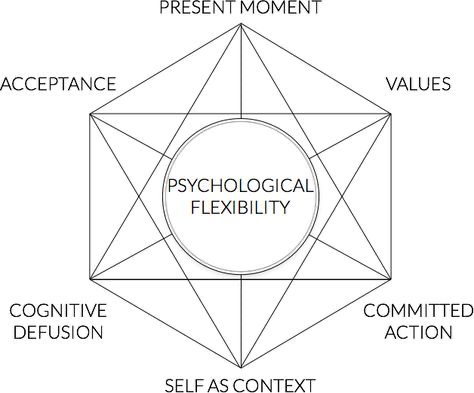 PRESENT MOMENT
ACCEPTANCE
VALUES
PSYCHOLOGICAL
FLEXIBILITY
COGNITIVE
DEFUSION
COMMITTED
ACTION
SELF AS CONTEXT